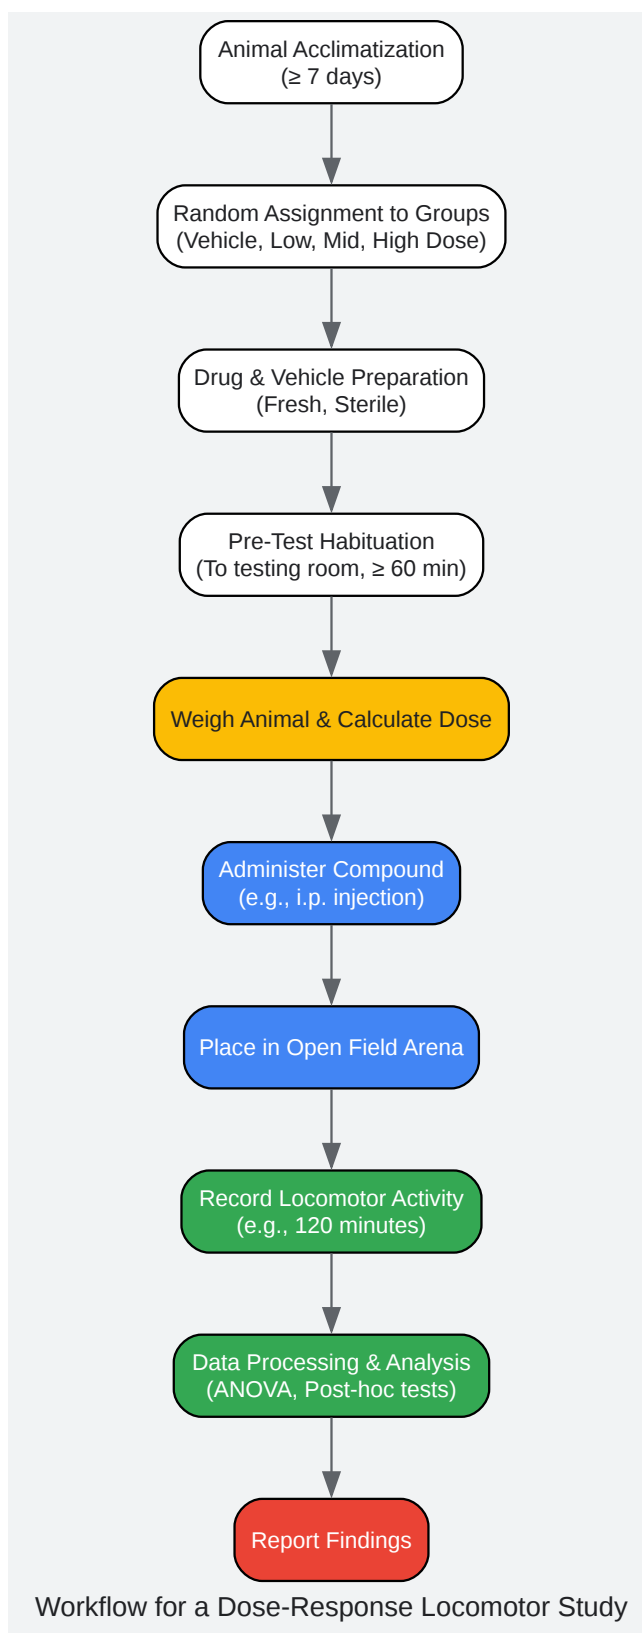 Animal Acclimatization
(≥ 7 days)
Random Assignment to Groups
(Vehicle, Low, Mid, High Dose)
Drug & Vehicle Preparation
(Fresh, Sterile)
Pre-Test Habituation
(To testing room, ≥ 60 min)
Weigh Animal & Calculate Dose
Administer Compound
(e.g., i.p. injection)
Place in Open Field Arena
Record Locomotor Activity
(e.g., 120 minutes)
Data Processing & Analysis
(ANOVA, Post-hoc tests)
Report Findings
Workflow for a Dose-Response Locomotor Study